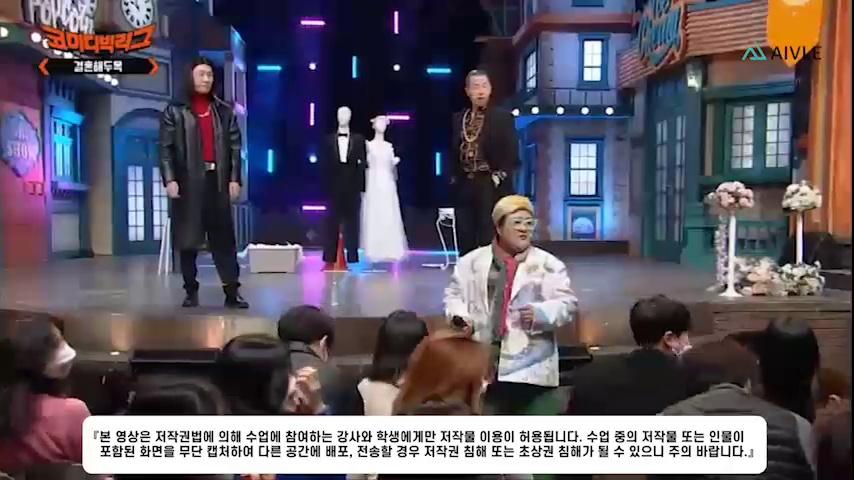 POPCORN
코미디빅리그
결혼해두목
AIVLE
『본 영상은 저작권법에 의해 수업에 참여하는 강사와 학생에게만 저작물 이용이 허용됩니다. 수업 중의 저작물 또는 인물이
포함된 화면을 무단 캡처하여 다른 공간에 배포, 전송할 경우 저작권 침해 또는 초상권 침해가 될 수 있으니 주의 바랍니다.』